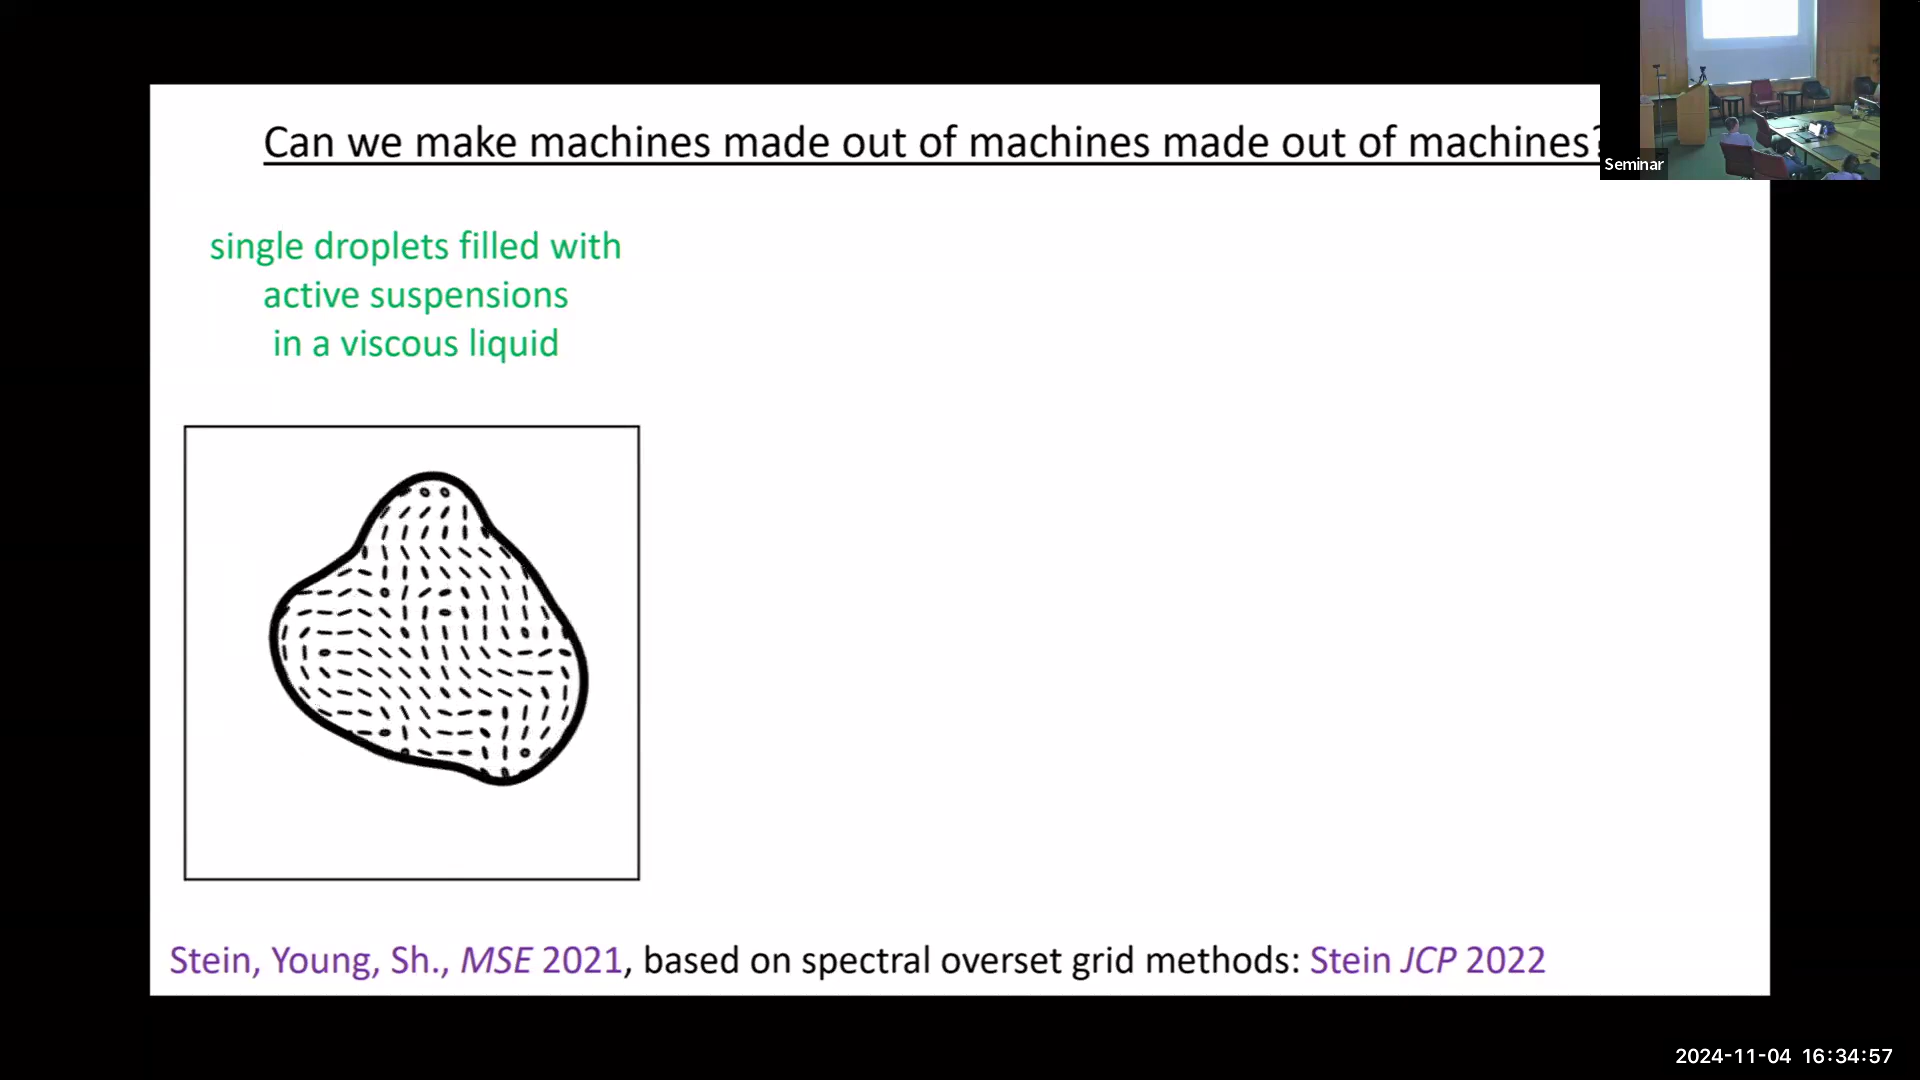 Can we make machines made out of machines made out of machines?
Seminar
single droplets filled with
active suspensions
in a viscous liquid
Stein, Young, Sh., MSE 2021, based on spectral overset grid methods: Stein JCP 2022
2024-11-04 16:34:57